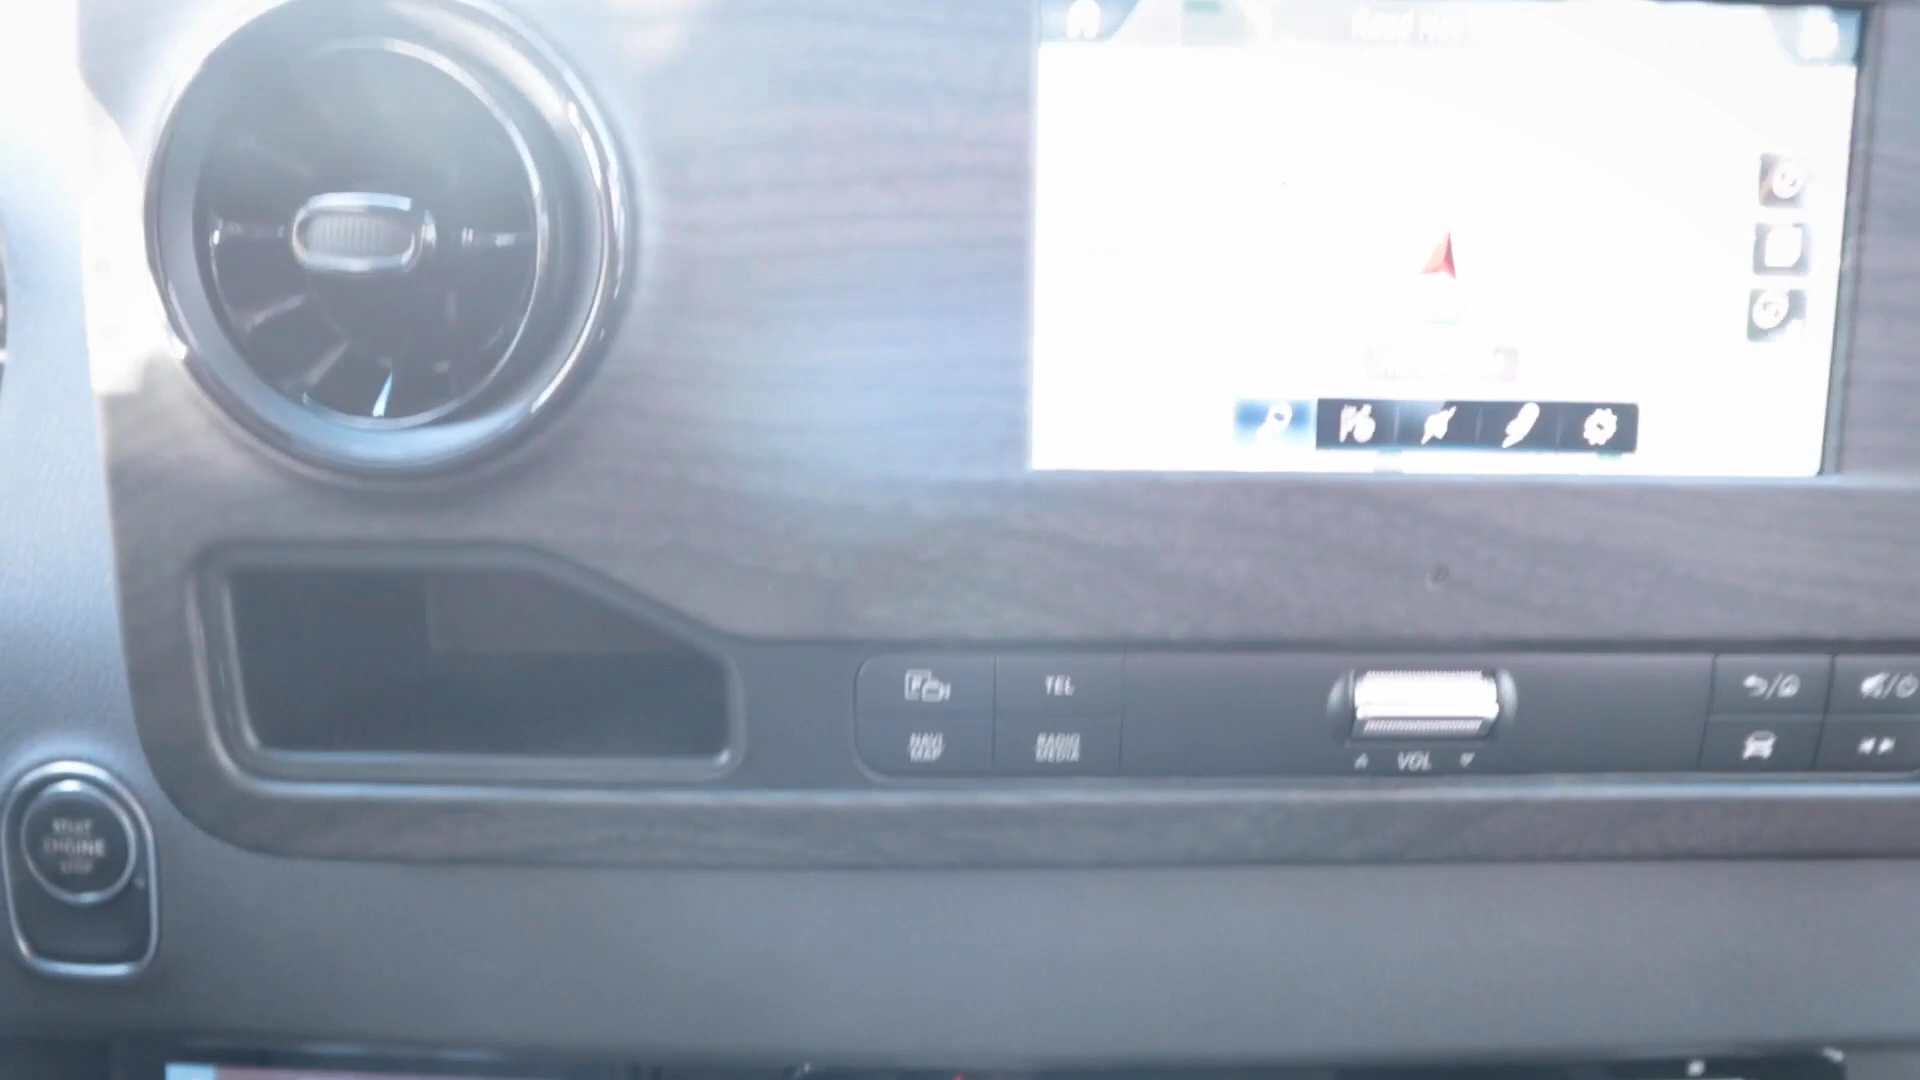 P
TEL
NAVI
MAP
RADIO
MEDIA
VOL
START
ENGINE
STOP